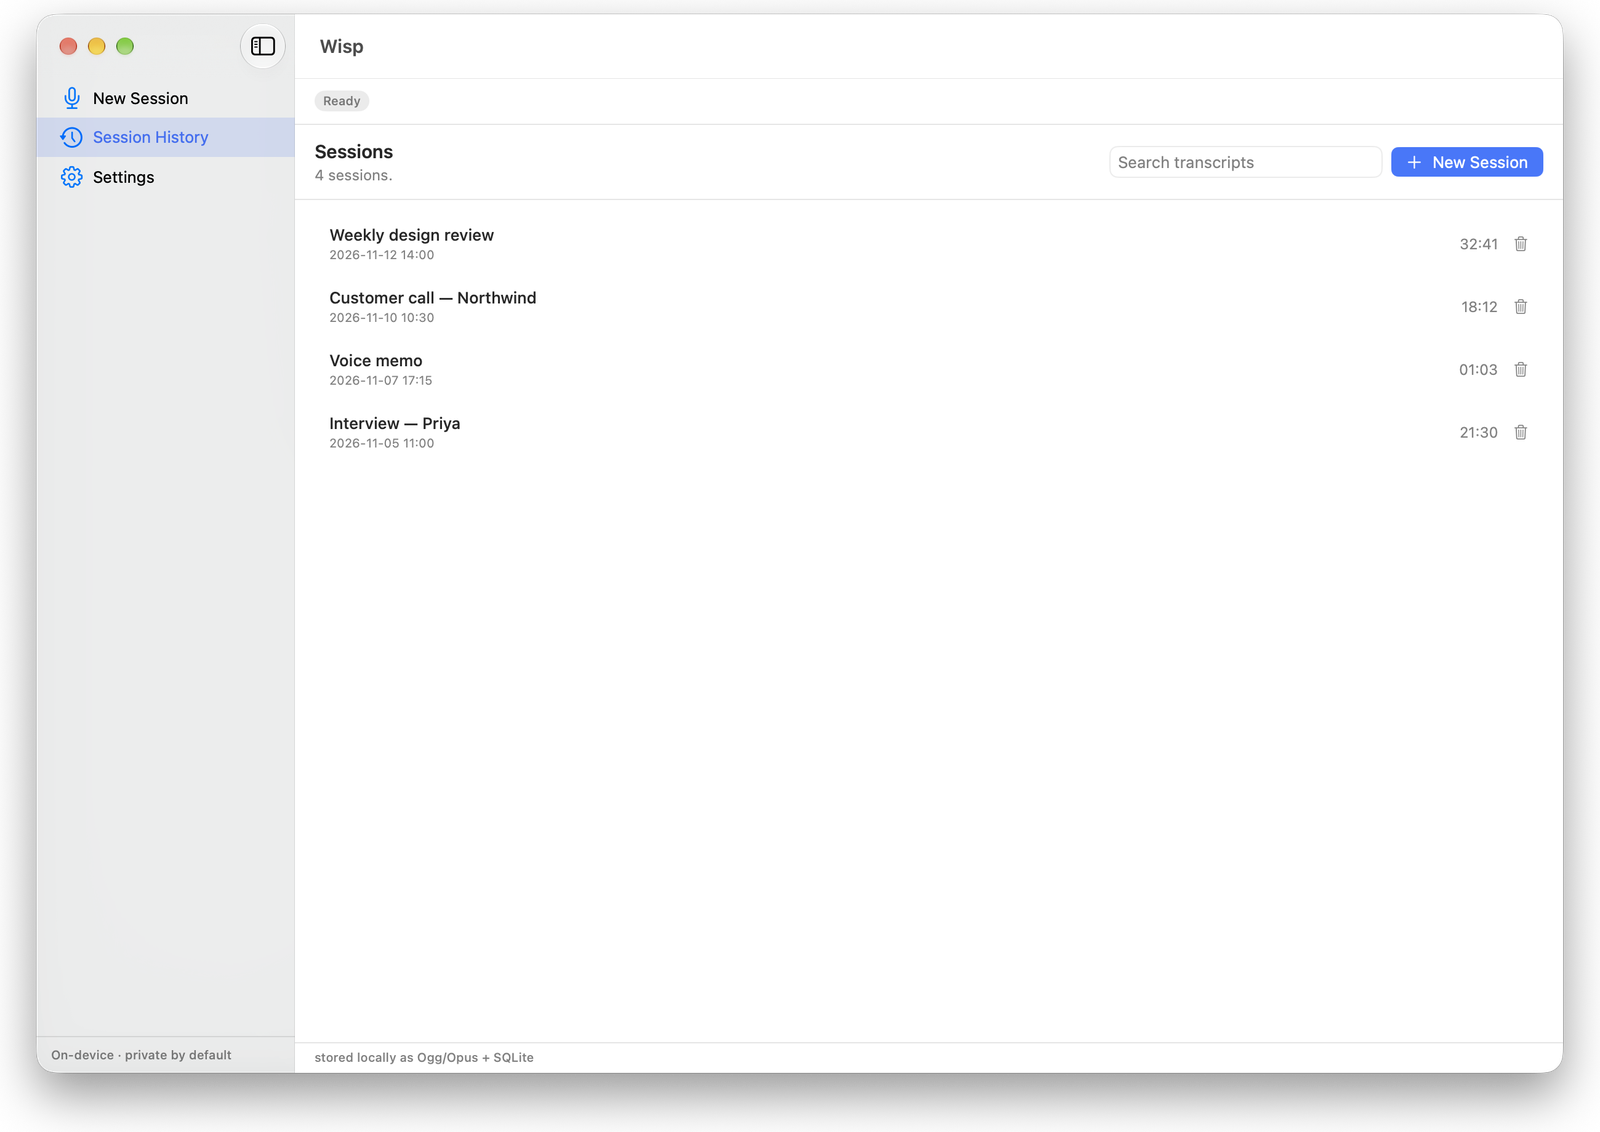 Wisp
New Session
Session History
Settings
Ready
Sessions
4 sessions.
Search transcripts
New Session
Weekly design review
2026-11-12 14:00
32:41
Customer call — Northwind
2026-11-10 10:30
18:12
Voice memo
2026-11-07 17:15
01:03
Interview — Priya
2026-11-05 11:00
21:30
On-device · private by default
stored locally as Ogg/Opus + SQLite